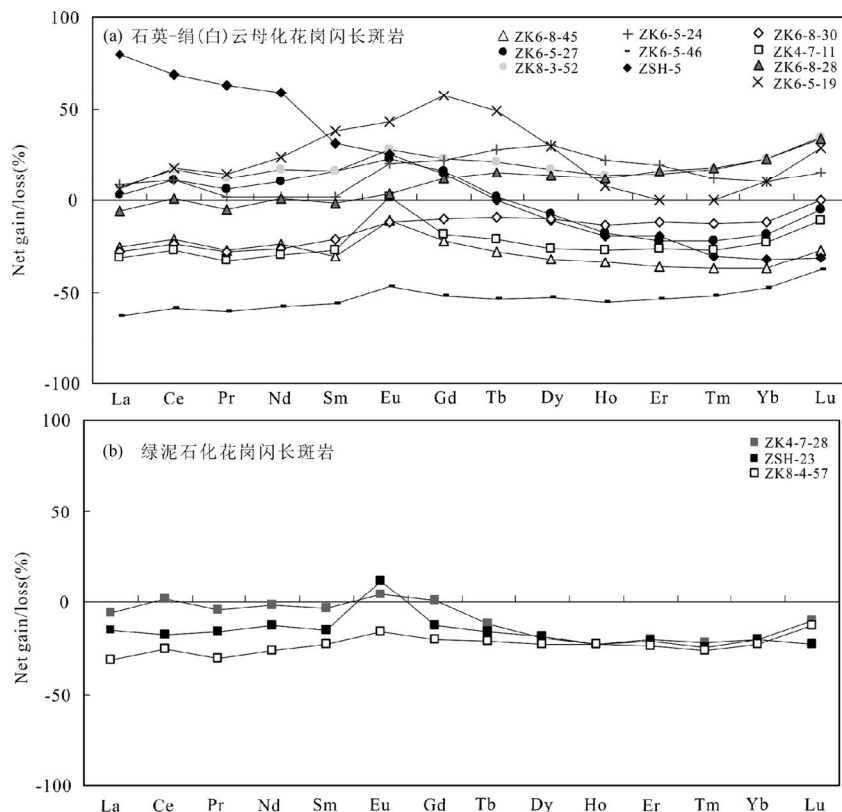 (a) 石英-绢(白)云母化花岗闪长斑岩
ZK6-8-45 ZK6-5-24 ZK6-8-30
ZK6-5-27 ZK6-5-46 ZK4-7-11
ZK8-3-52 ZSH-5 ZK6-8-28
ZK6-5-19
Net gain/loss(%)
100
50
0
-50
-100
La Ce Pr Nd Sm Eu Gd Tb Dy Ho Er Tm Yb Lu
(b) 绿泥石化花岗闪长斑岩
ZK4-7-28
ZSH-23
ZK8-4-57
Net gain/loss(%)
100
50
0
-50
-100
La Ce Pr Nd Sm Eu Gd Tb Dy Ho Er Tm Yb Lu